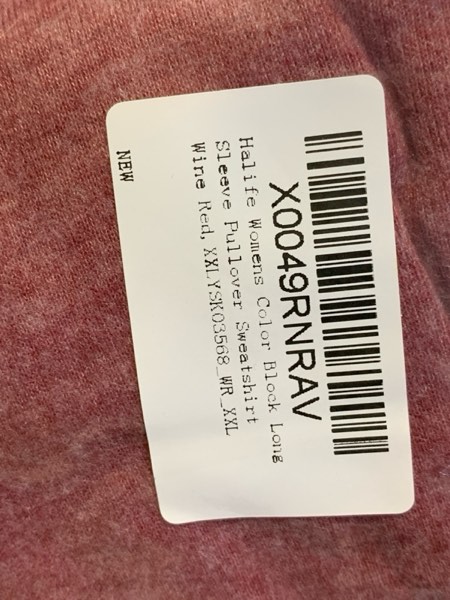 X0049RNRAV
Halife Womens Color Block Long
Sleeve Pullover Sweatshirt
Wine Red, XXLYSK03568_WR_XXL
NEW